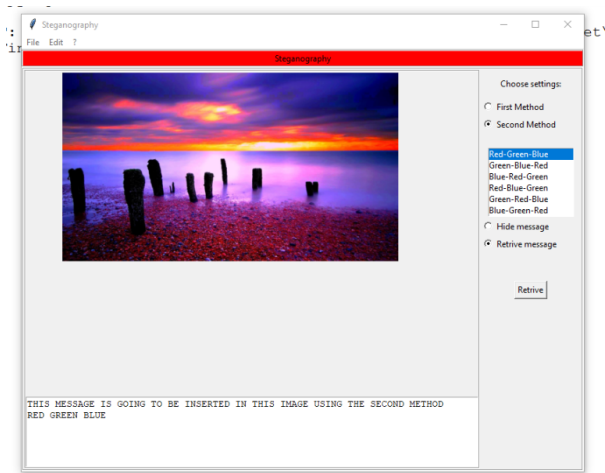 Steganography
File Edit ?
Steganography
Choose settings:
First Method
Second Method
Red-Green-Blue
Green-Blue-Red
Blue-Red-Green
Red-Blue-Green
Green-Red-Blue
Blue-Green-Red
Hide message
Retrive message
Retrive
THIS MESSAGE IS GOING TO BE INSERTED IN THIS IMAGE USING THE SECOND METHOD
RED GREEN BLUE